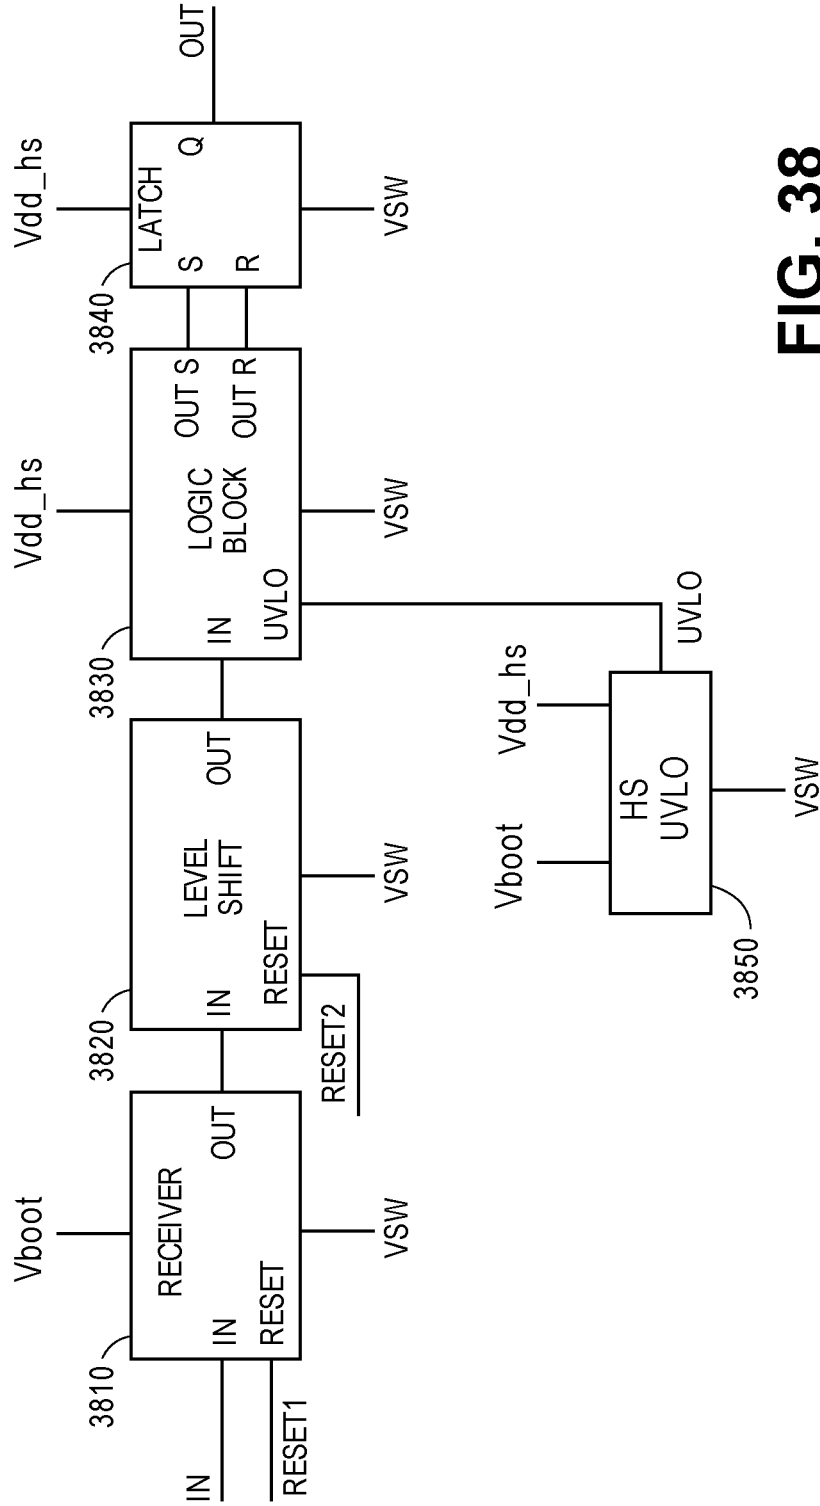 Vboot
Vdd_hs
Vdd_hs
3810
3820
3830
3840
RECEIVER
LEVEL
SHIFT
LOGIC
BLOCK
LATCH
IN
IN
OUT
IN
OUT
IN
OUT S
S
Q
OUT
RESET1
RESET
RESET
UVLO
OUT R
R
RESET2
VSW
VSW
VSW
VSW
Vboot
Vdd_hs
HS
UVLO
UVLO
3850
VSW
FIG. 38